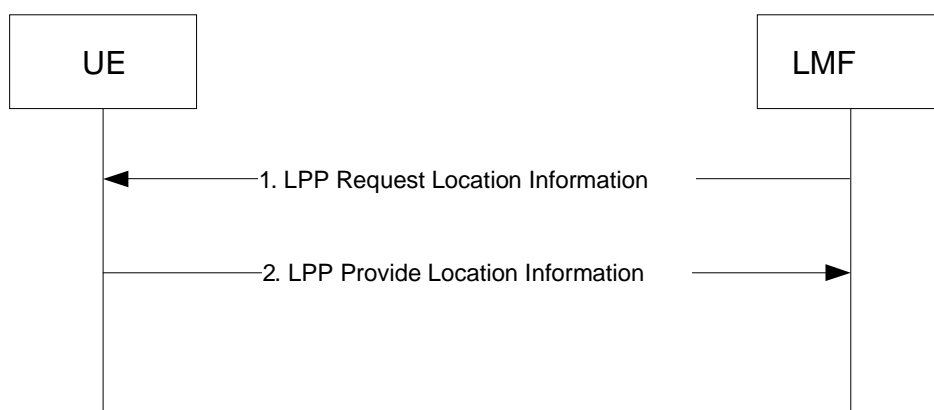 UE
LMF
1. LPP Request Location Information
2. LPP Provide Location Information